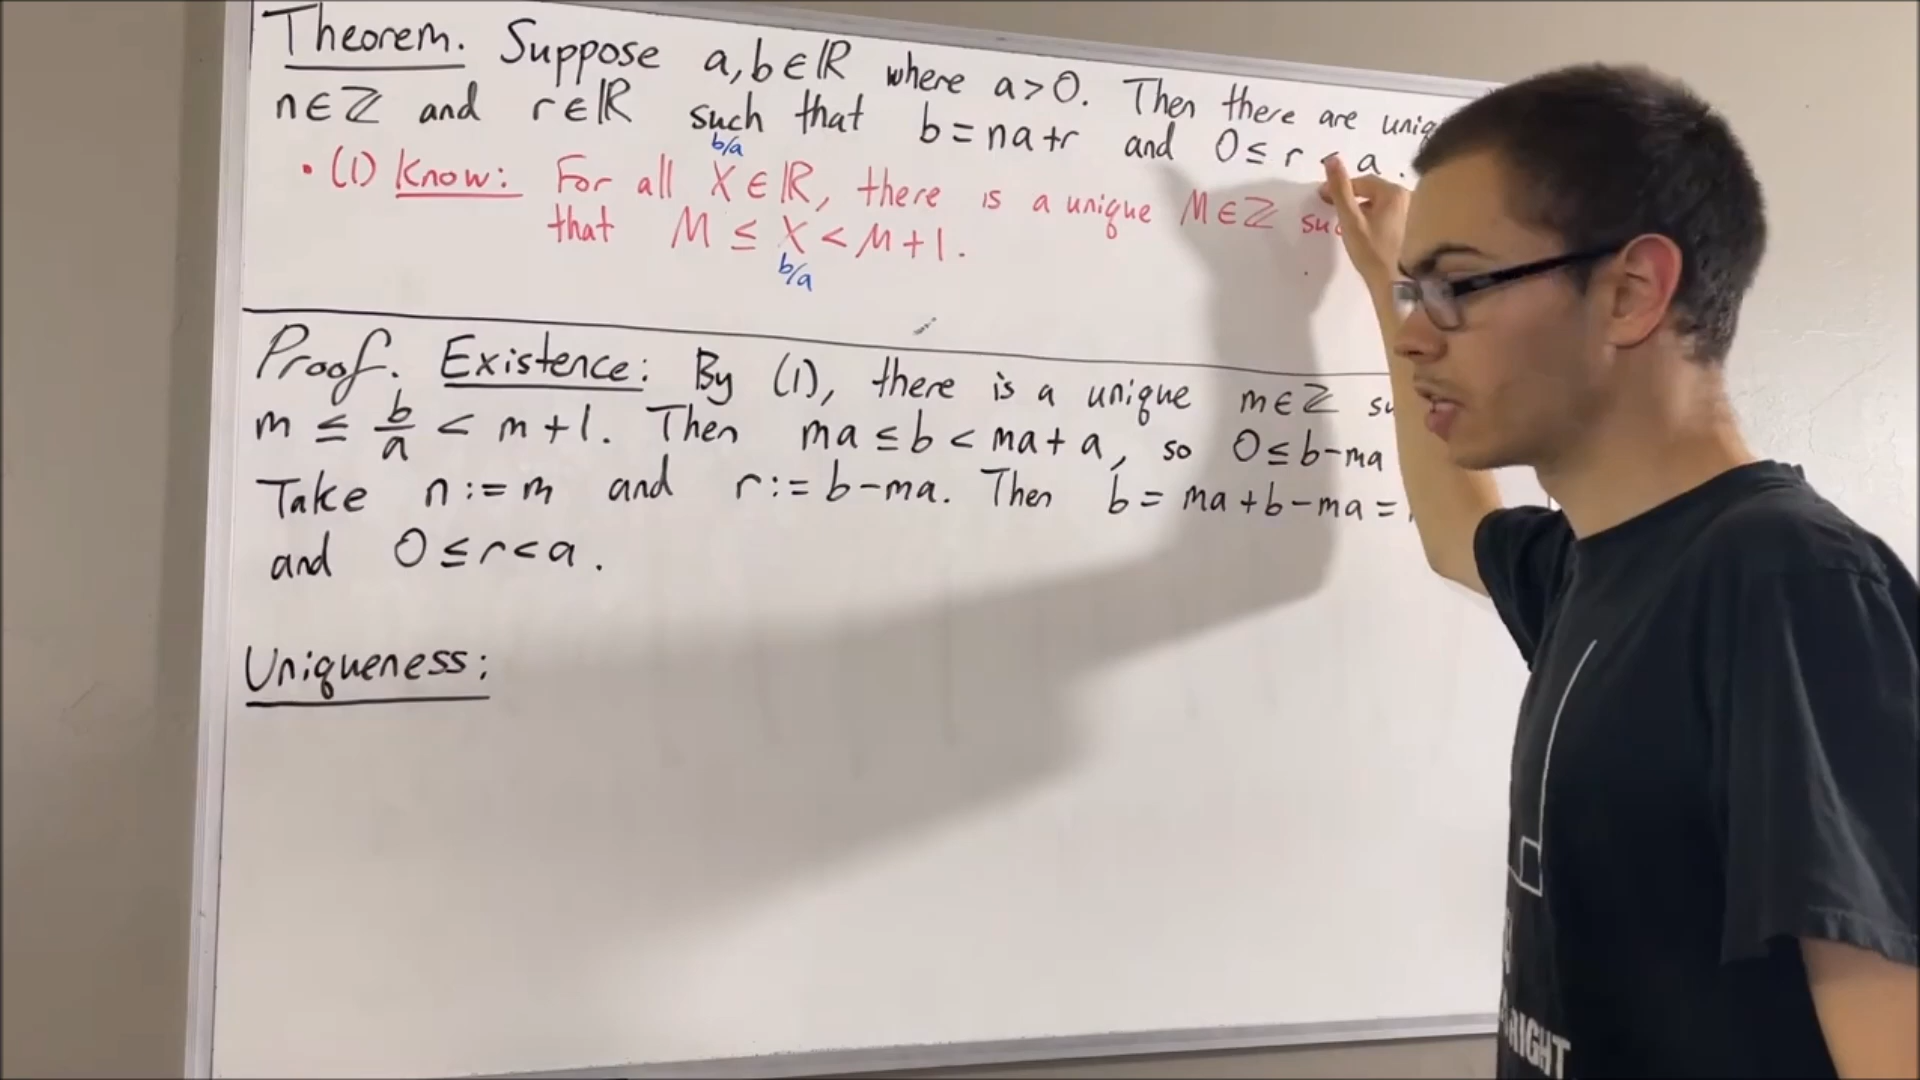 Theorem. Suppose a,b∈ℝ where a>0. Then there are
n∈ℤ and r∈ℝ such that b=na+r and 0≤r<a.
b/a
• (1) Know: For all X∈ℝ, there is a unique M∈ℤ
that M≤X<M+1.
b/a
Proof. Existence: By (1), there is a unique m∈ℤ
m≤b/a<m+1. Then ma≤b<ma+a, so 0≤b-ma
Take n:=m and r:=b-ma. Then b=ma+b-ma=
and 0≤r<a.
Uniqueness: